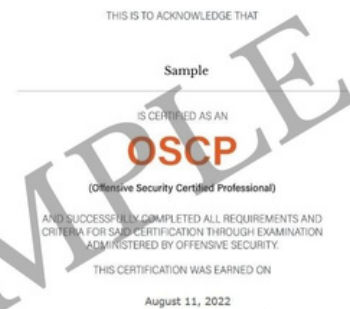 THIS IS TO ACKNOWLEDGE THAT
Sample
IS CERTIFIED AS AN
OSCP
(Offensive Security Certified Professional)
AND SUCCESSFULLY COMPLETED ALL REQUIREMENTS AND
CRITERIA FOR SAID CERTIFICATION THROUGH EXAMINATION
ADMINISTERED BY OFFENSIVE SECURITY.
THIS CERTIFICATION WAS EARNED ON
August 11, 2022
MPLE